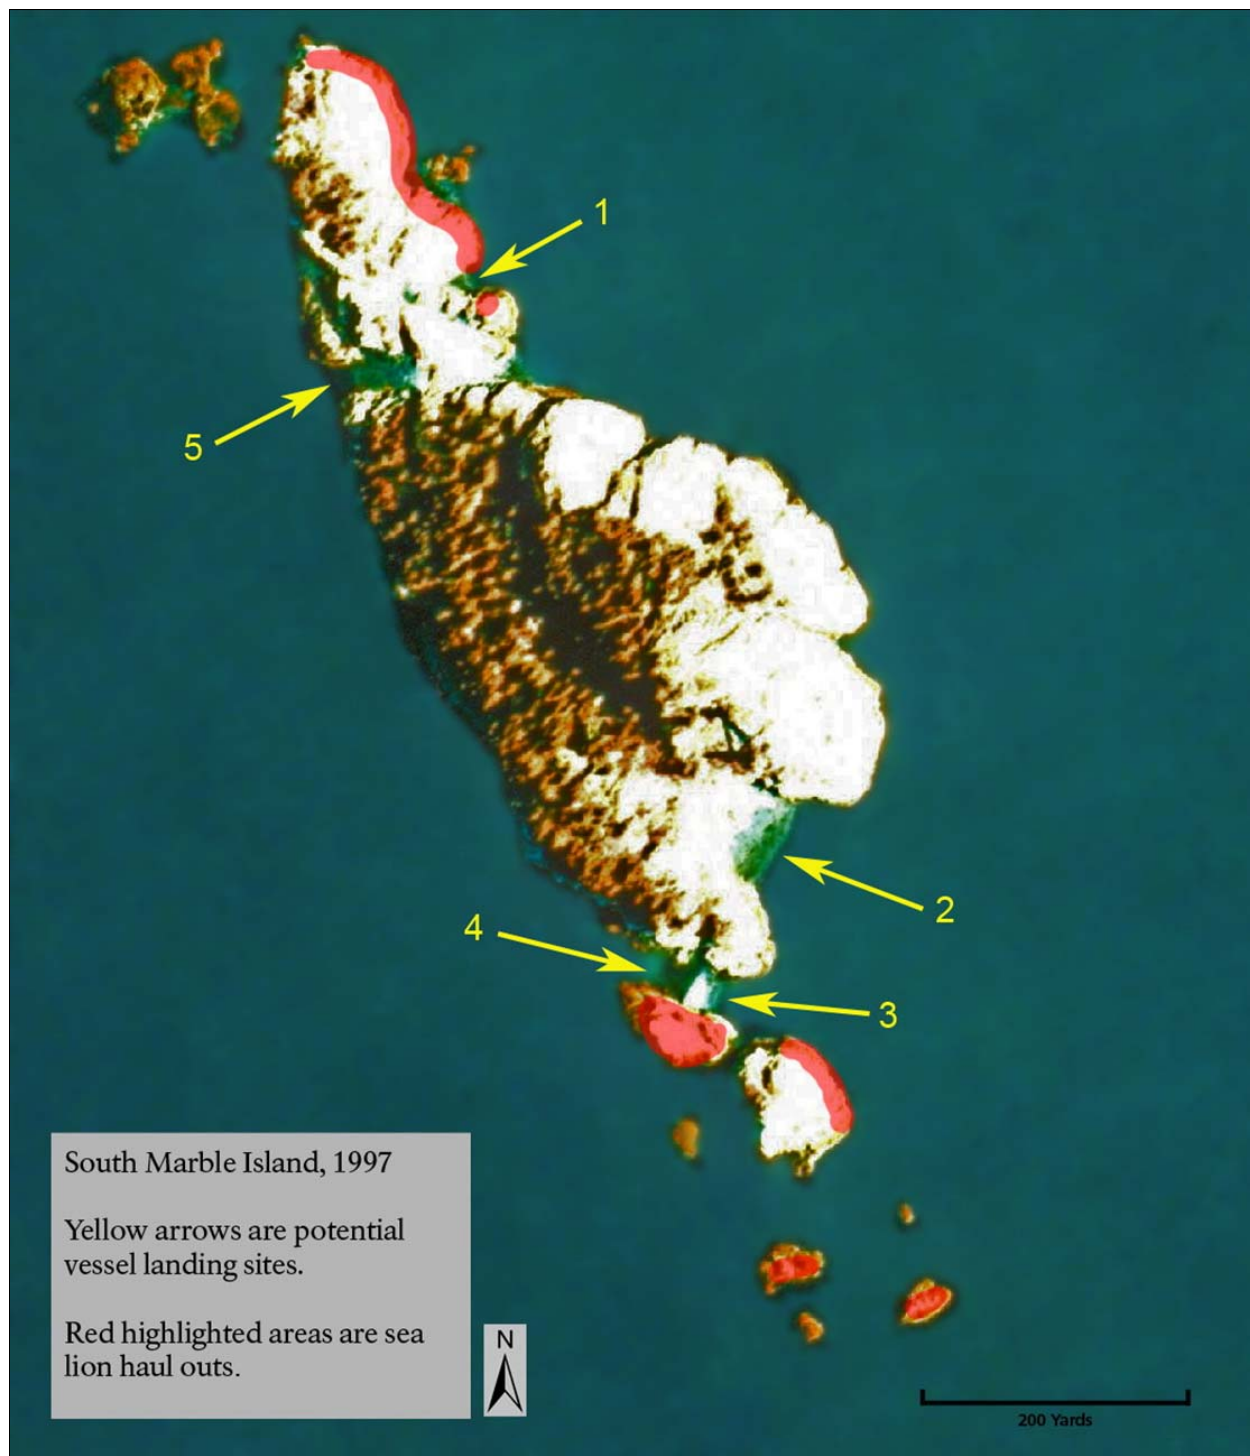 1
5
2
4
3
South Marble Island, 1997
Yellow arrows are potential
vessel landing sites.
Red highlighted areas are sea
lion haul outs.
N
200 Yards